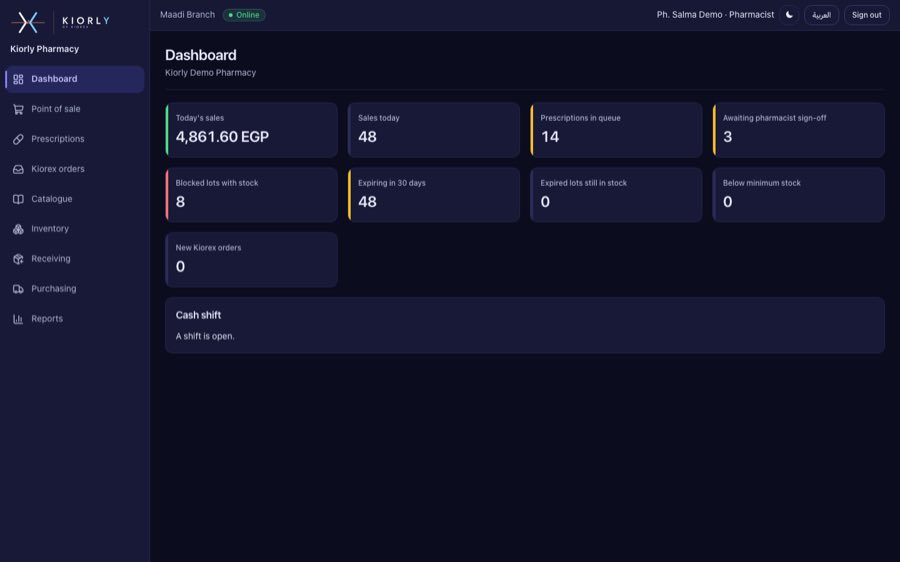 KIORLY
Kiorly Pharmacy
Dashboard
Point of sale
Prescriptions
Kiorex orders
Catalogue
Inventory
Receiving
Purchasing
Reports
Maadi Branch
Online
Ph. Salma Demo · Pharmacist
العربية
Sign out
Dashboard
Kiorly Demo Pharmacy
Today's sales
4,861.60 EGP
Sales today
48
Prescriptions in queue
14
Awaiting pharmacist sign-off
3
Blocked lots with stock
8
Expiring in 30 days
48
Expired lots still in stock
0
Below minimum stock
0
New Kiorex orders
0
Cash shift
A shift is open.